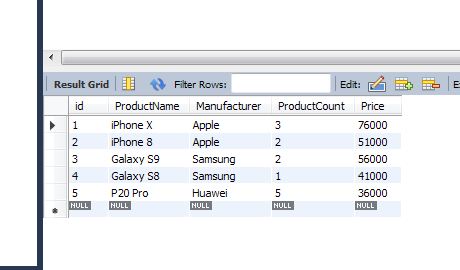 Result Grid Filter Rows: Edit:
id ProductName Manufacturer ProductCount Price
1 iPhone X Apple 3 76000
2 iPhone 8 Apple 2 51000
3 Galaxy S9 Samsung 2 56000
4 Galaxy S8 Samsung 1 41000
5 P20 Pro Huawei 5 36000
NULL NULL NULL NULL NULL